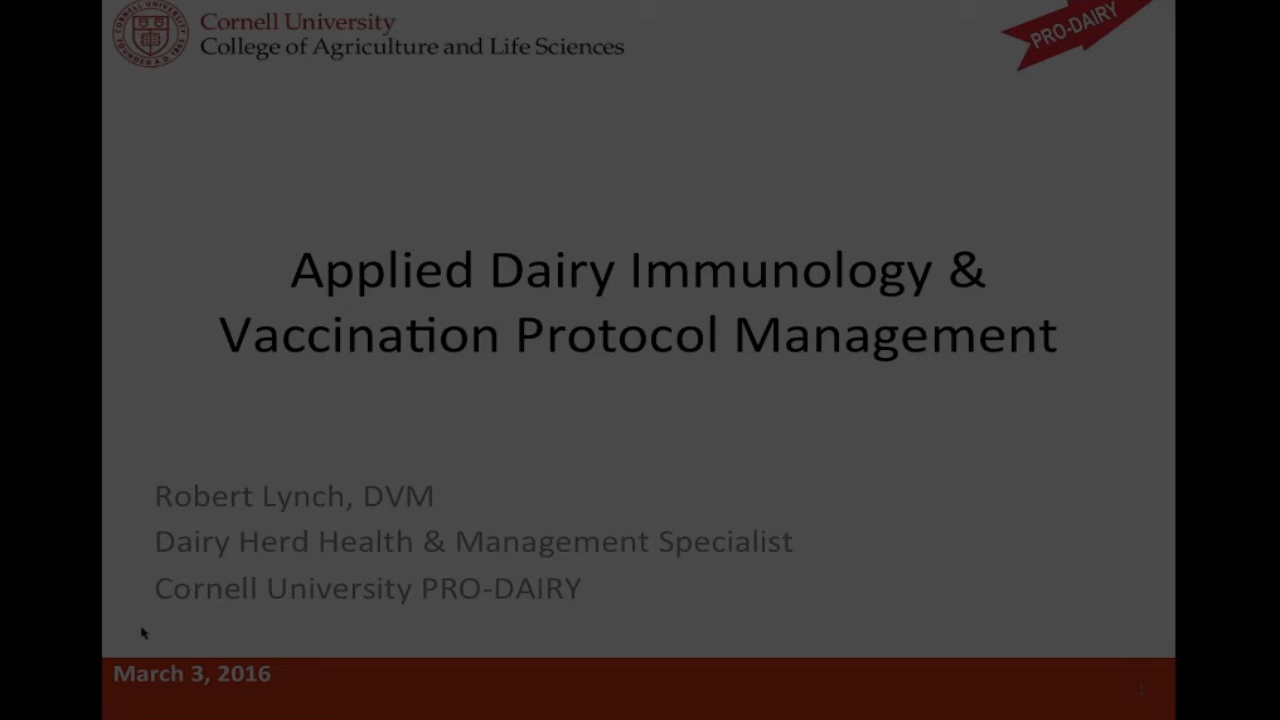 Cornell University
College of Agriculture and Life Sciences
PRO-DAIRY
Applied Dairy Immunology &
Vaccination Protocol Management
Robert Lynch, DVM
Dairy Herd Health & Management Specialist
Cornell University PRO-DAIRY
March 3, 2016
1